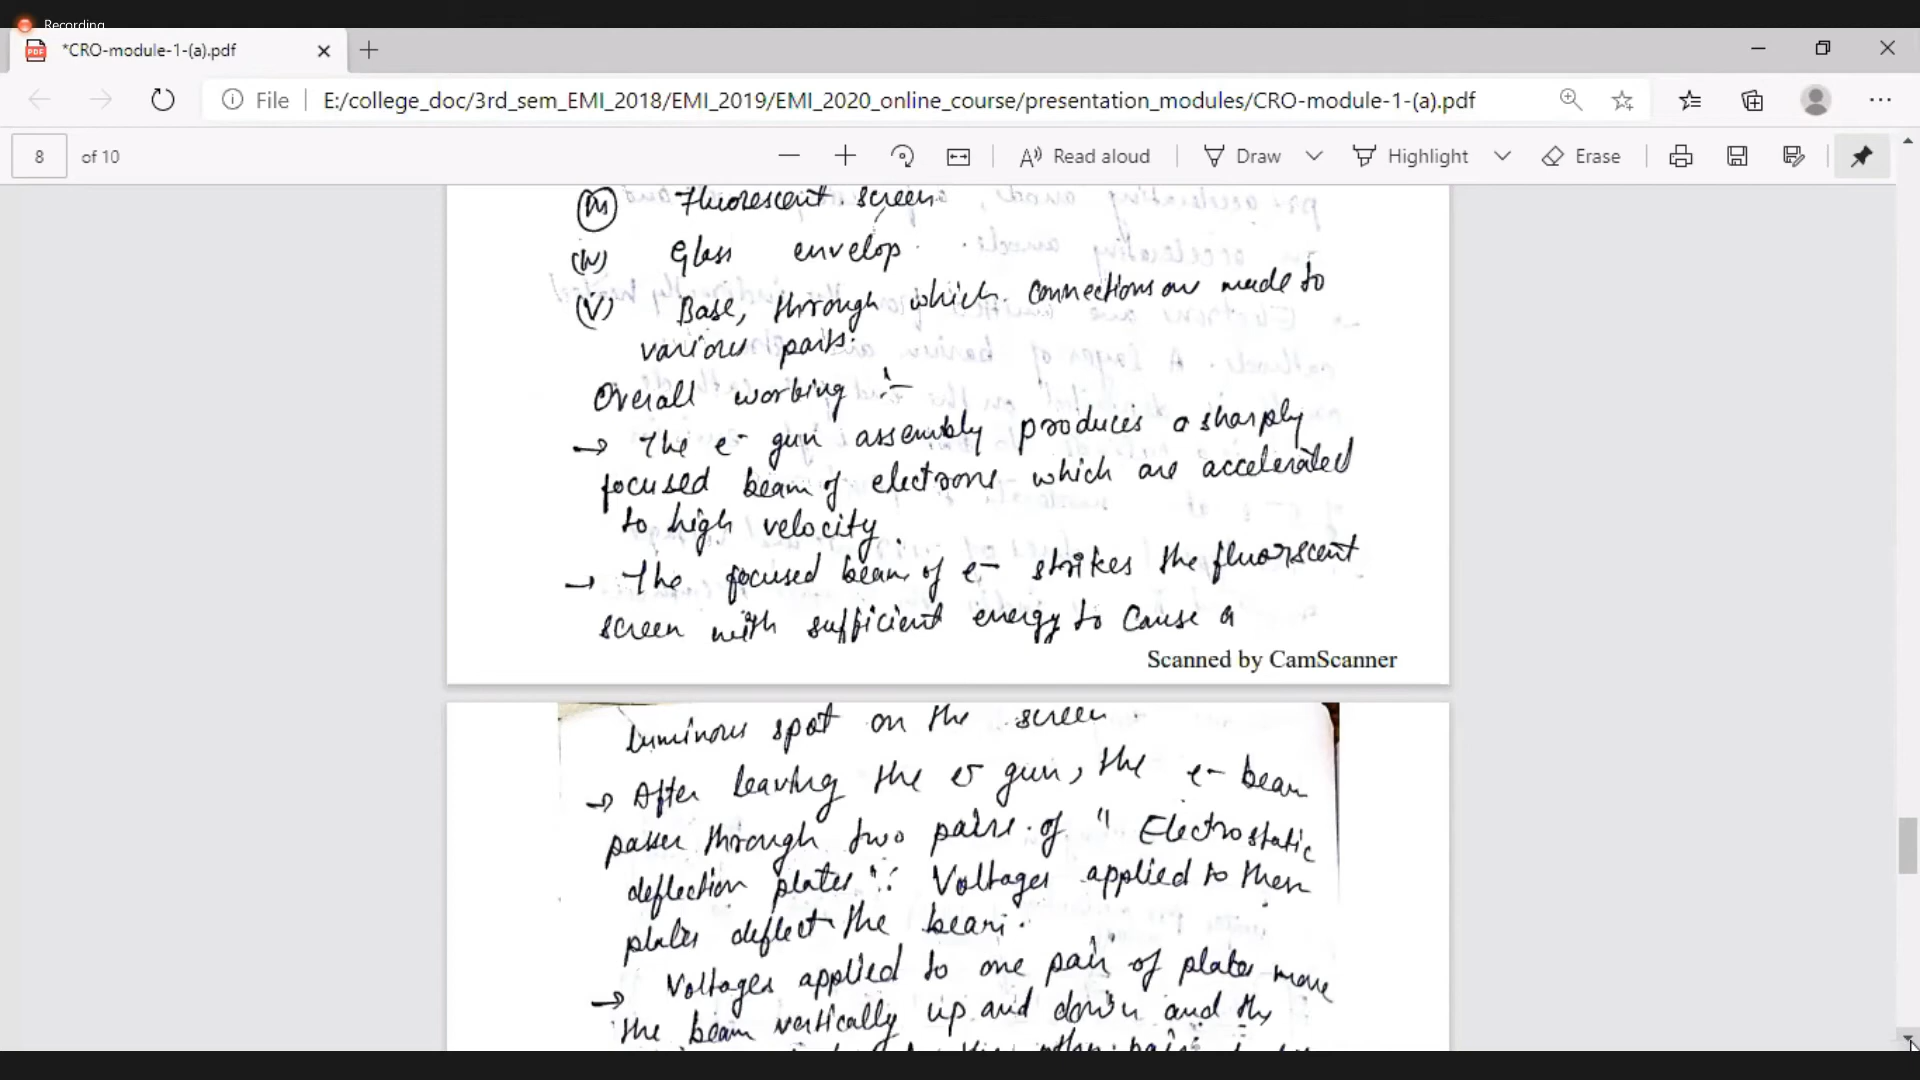 Recording
*CRO-module-1-(a).pdf
File
E:/college_doc/3rd_sem_EMI_2018/EMI_2019/EMI_2020_online_course/presentation_modules/CRO-module-1-(a).pdf
8 of 10
Read aloud
Draw
Highlight
Erase
Fluorescent screen
(iv) Glass envelop.
(v) Base, through which connections are made to
various parts.
Overall working :-
→ The e- gun assembly produces a sharply
focused beam of electrons which are accelerated
to high velocity.
→ The focused beam of e- strikes the fluorscent
screen with sufficient energy to cause a
Scanned by CamScanner
luminous spot on the screen.
→ After leaving the e- gun, the e- beam
passes through two pairs of "Electrostatic
deflection plates". Voltages applied to these
plates deflect the beam.
→ Voltages applied to one pair of plates move
the beam vertically up and down and the